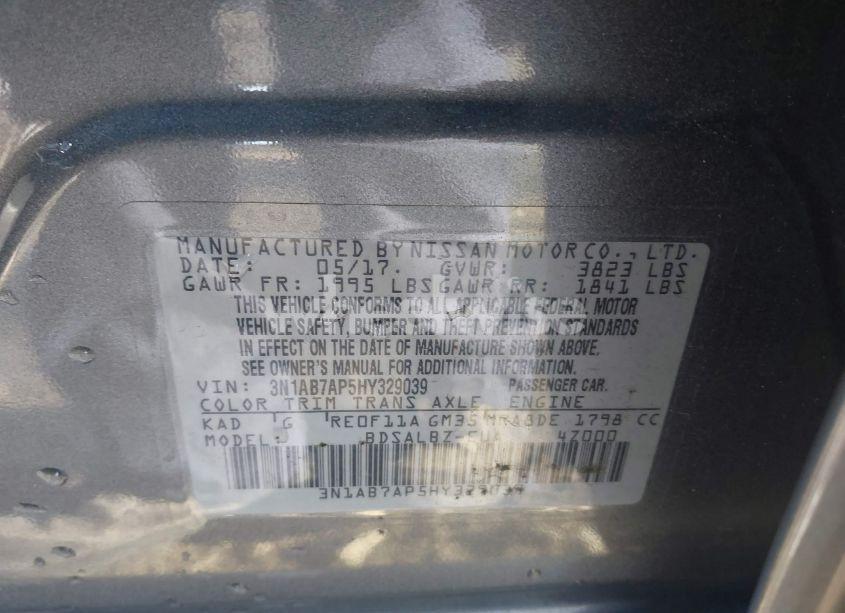 MANUFACTURED BY NISSAN MOTOR CO., LTD.
DATE: 05/17. GVWR: 3823 LBS
GAWR FR: 1995 LBS GAWR RR: 1841 LBS
THIS VEHICLE CONFORMS TO ALL APPLICABLE FEDERAL MOTOR
VEHICLE SAFETY, BUMPER AND THEFT PREVENTION STANDARDS
IN EFFECT ON THE DATE OF MANUFACTURE SHOWN ABOVE.
SEE OWNER'S MANUAL FOR ADDITIONAL INFORMATION.
VIN: 3N1AB7AP5HY329039 PASSENGER CAR.
COLOR TRIM TRANS AXLE ENGINE
KAD G RE0F11A GM35 1798 CC
MODEL: 4Z000
3N1AB7AP5HY329039